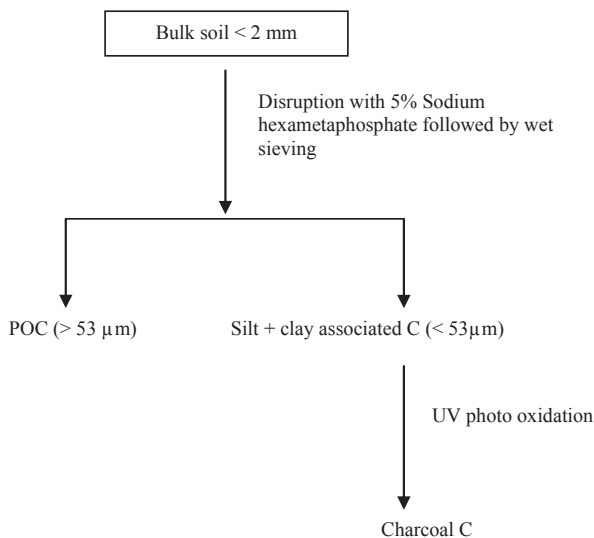 Bulk soil < 2 mm
Disruption with 5% Sodium
hexametaphosphate followed by wet
sieving
POC (> 53 μm)
Silt + clay associated C (< 53μm)
UV photo oxidation
Charcoal C